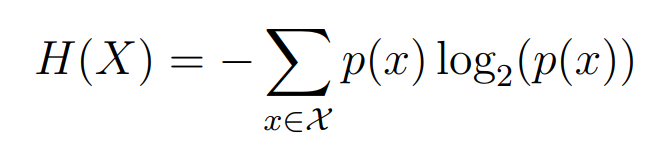 H(X) = − ∑ p(x) log₂(p(x))
x∈𝒳